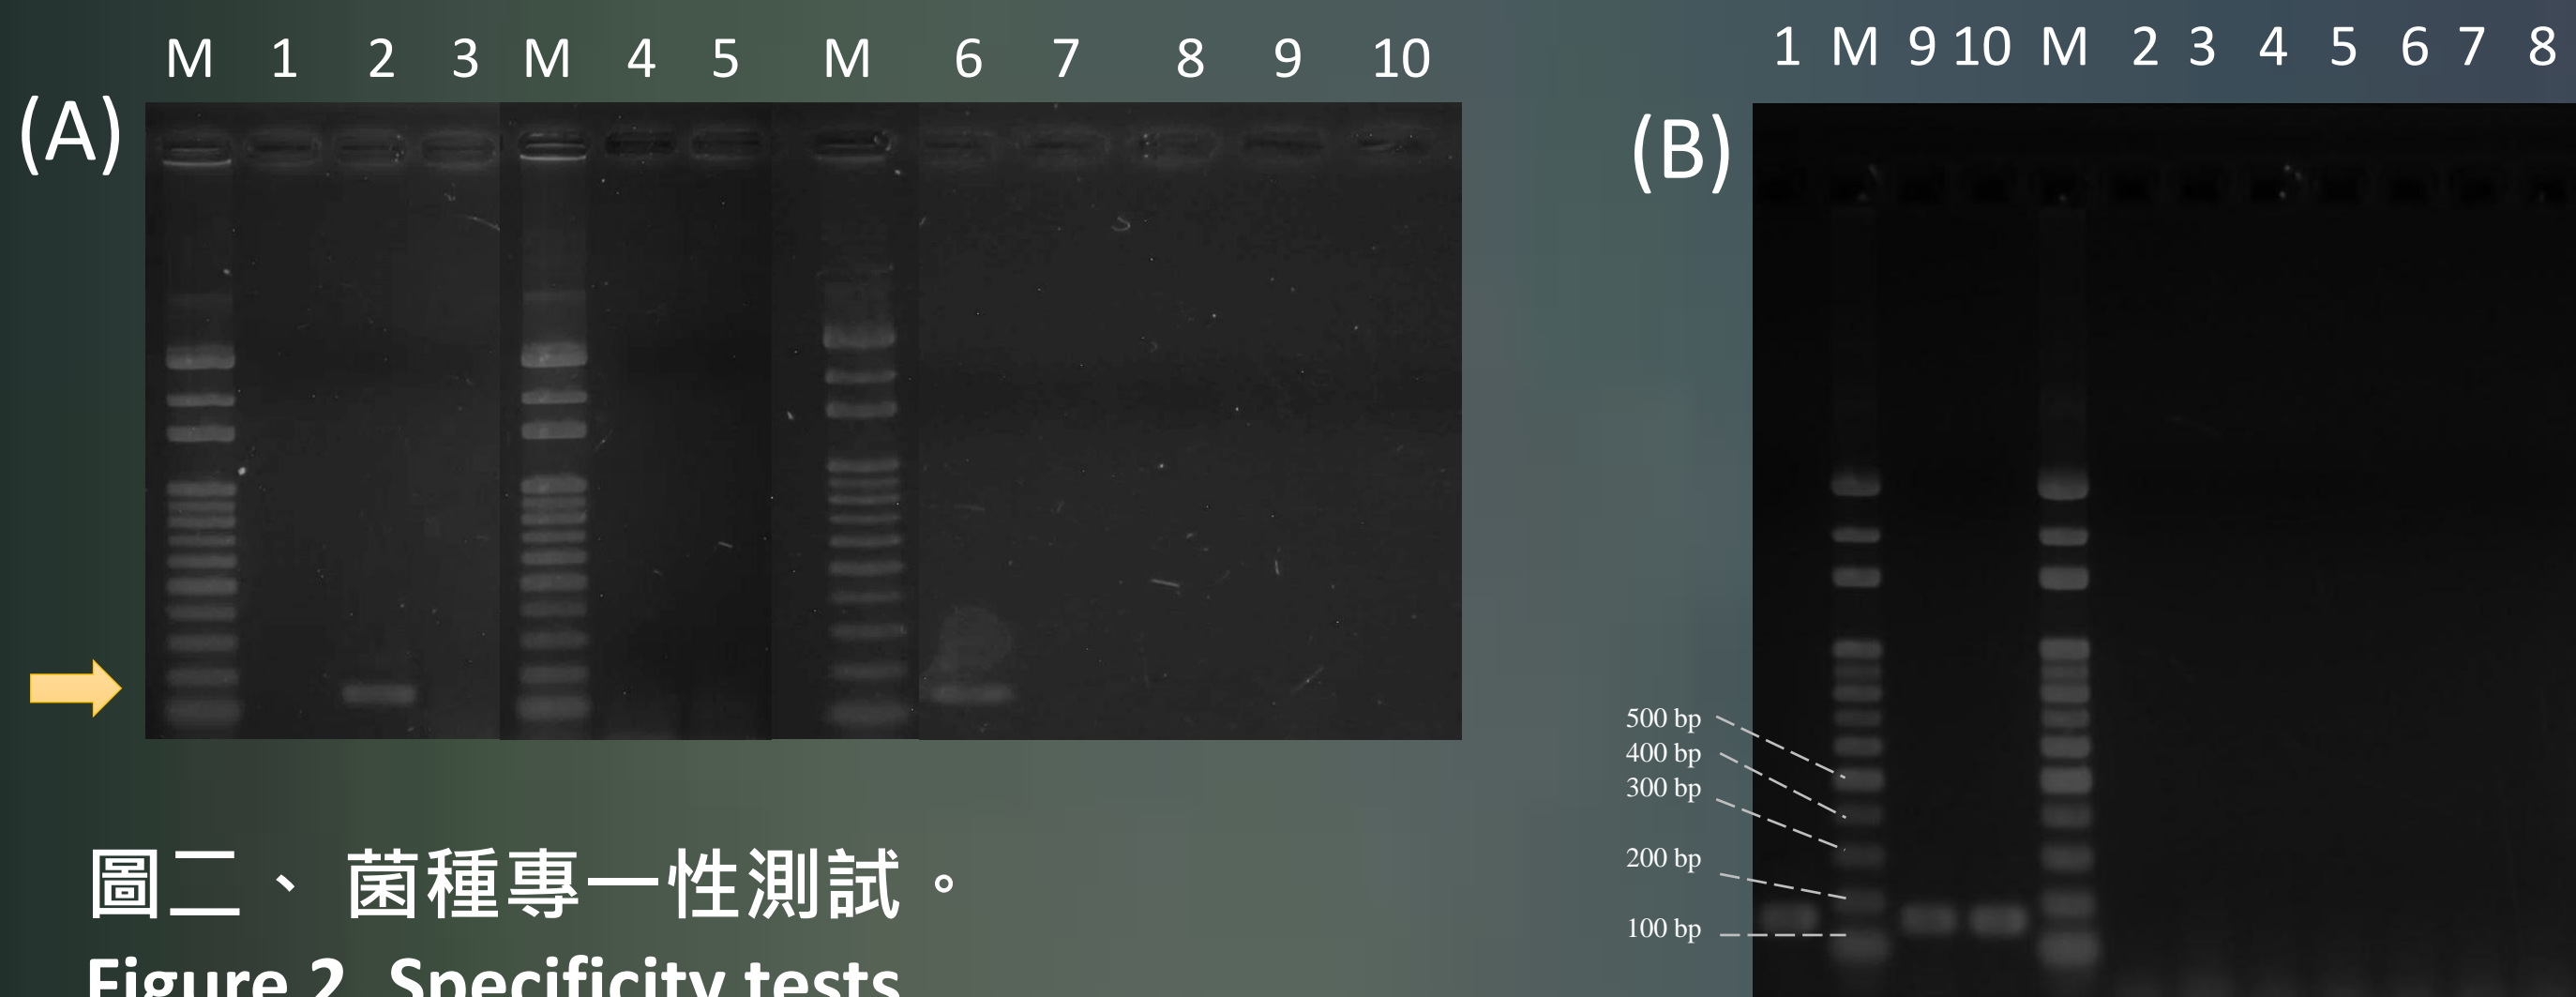 M 1 2 3 M 4 5 M 6 7 8 9 10
(A)
1 M 9 10 M 2 3 4 5 6 7 8
(B)
500 bp
400 bp
300 bp
200 bp
100 bp
圖二、 菌種專一性測試。
Figure 2. Specificity tests